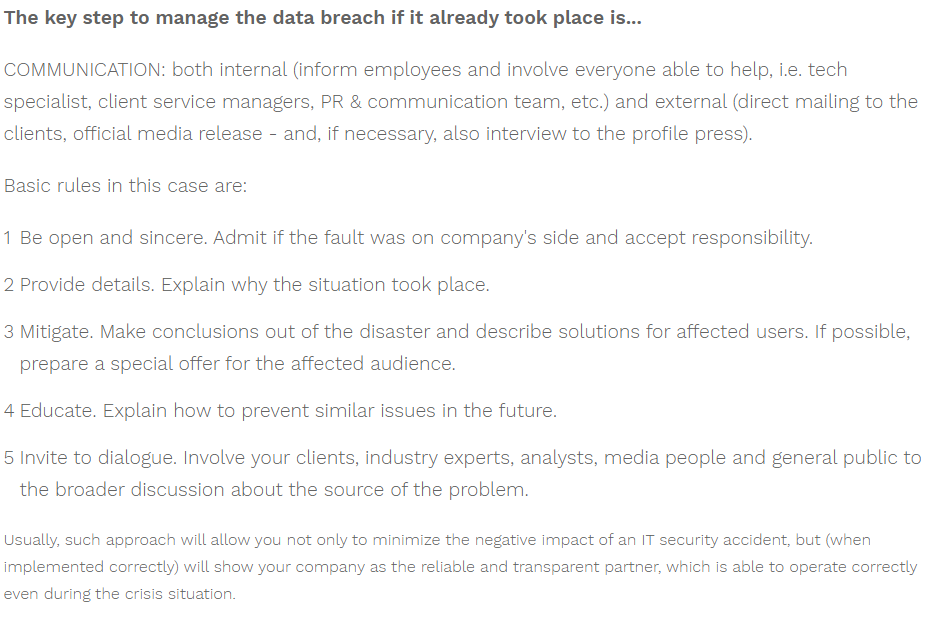 The key step to manage the data breach if it already took place is...
COMMUNICATION: both internal (inform employees and involve everyone able to help, i.e. tech
specialist, client service managers, PR & communication team, etc.) and external (direct mailing to the
clients, official media release - and, if necessary, also interview to the profile press).
Basic rules in this case are:
1 Be open and sincere. Admit if the fault was on company's side and accept responsibility.
2 Provide details. Explain why the situation took place.
3 Mitigate. Make conclusions out of the disaster and describe solutions for affected users. If possible,
prepare a special offer for the affected audience.
4 Educate. Explain how to prevent similar issues in the future.
5 Invite to dialogue. Involve your clients, industry experts, analysts, media people and general public to
the broader discussion about the source of the problem.
Usually, such approach will allow you not only to minimize the negative impact of an IT security accident, but (when
implemented correctly) will show your company as the reliable and transparent partner, which is able to operate correctly
even during the crisis situation.